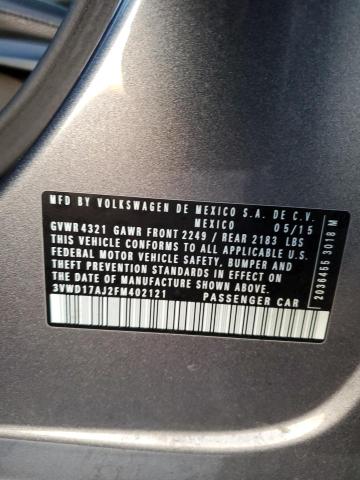 MFD BY VOLKSWAGEN DE MEXICO S.A. DE C.V.
MEXICO 05/15
GVWR 4321 GAWR FRONT 2249 / REAR 2183 LBS
THIS VEHICLE CONFORMS TO ALL APPLICABLE U.S.
FEDERAL MOTOR VEHICLE SAFETY, BUMPER AND
THEFT PREVENTION STANDARDS IN EFFECT ON
THE DATE OF MANUFACTURE SHOWN ABOVE.
3VWD17AJ2FM402121 PASSENGER CAR
2036455 3018 M